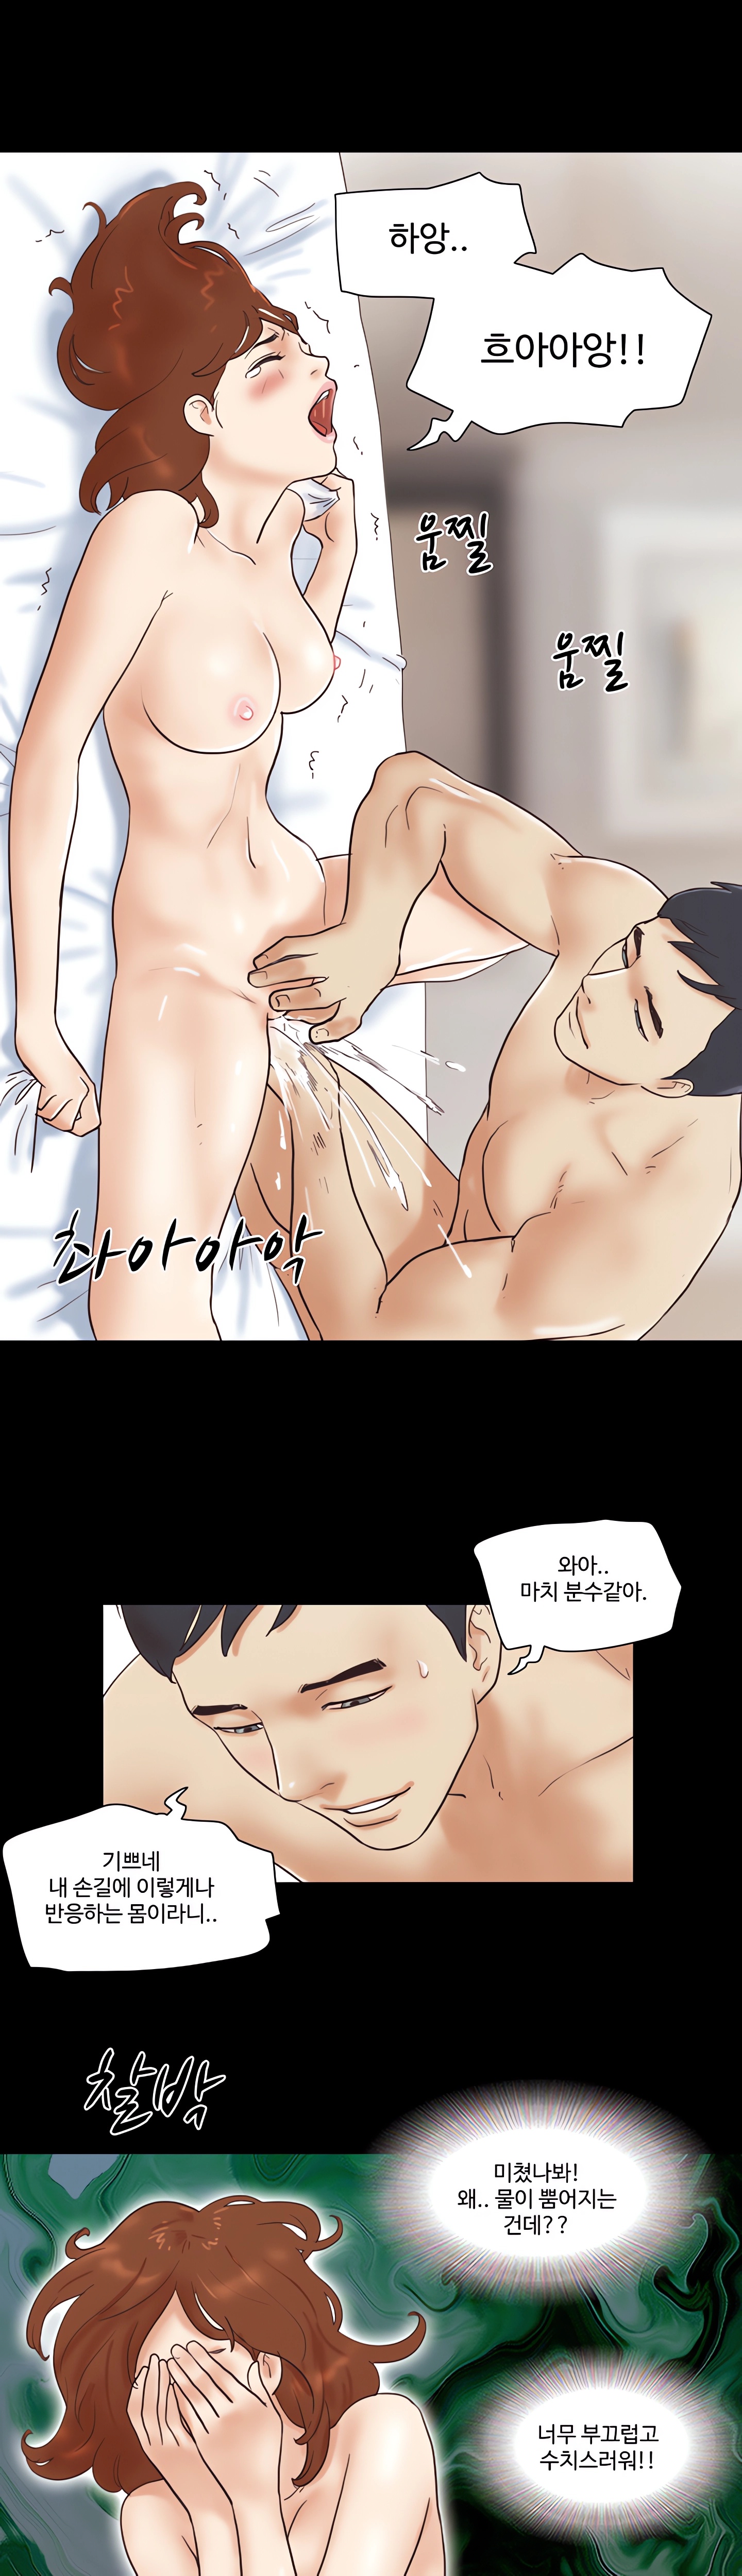 하앙..
흐아아앙!!
움찔
움찔
촤아아악
와아..
마치 분수같아.
기쁘네
내 손길에 이렇게나
반응하는 몸이라니..
찰박
미쳤나봐!
왜.. 물이 뿜어지는
건데??
너무 부끄럽고
수치스러워!!